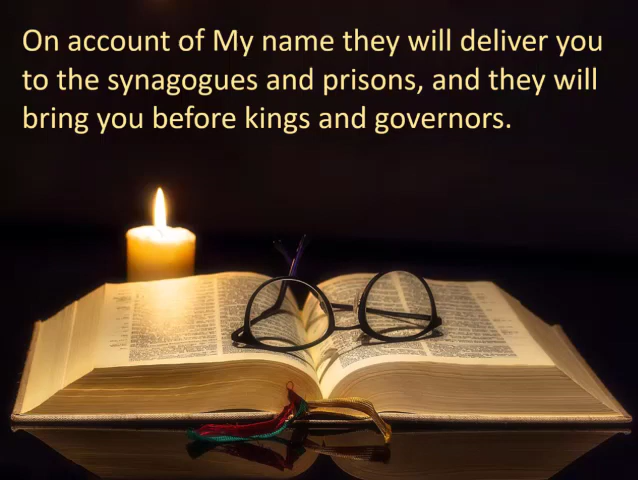 On account of My name they will deliver you
to the synagogues and prisons, and they will
bring you before kings and governors.